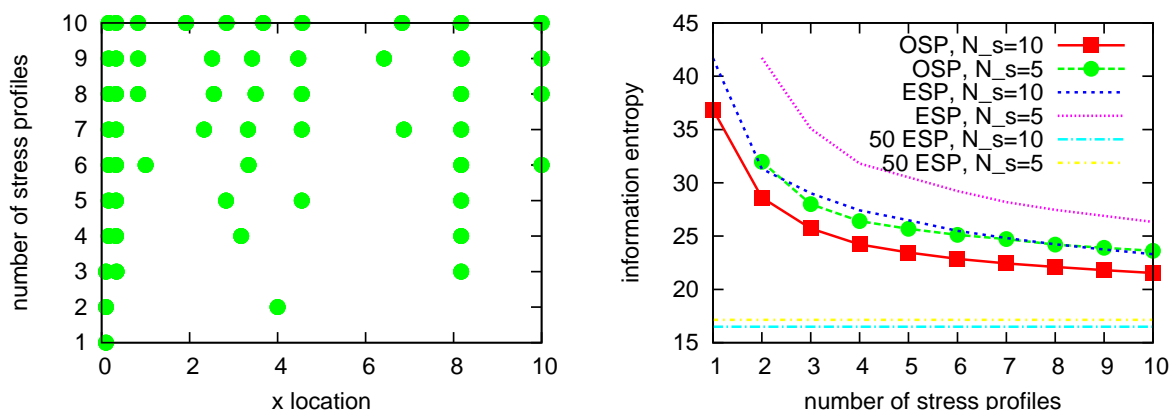 10
9
8
7
6
5
4
3
2
1
number of stress profiles
0 2 4 6 8 10
x location
45
40
35
30
25
20
15
information entropy
OSP, N_s=10
OSP, N_s=5
ESP, N_s=10
ESP, N_s=5
50 ESP, N_s=10
50 ESP, N_s=5
1 2 3 4 5 6 7 8 9 10
number of stress profiles